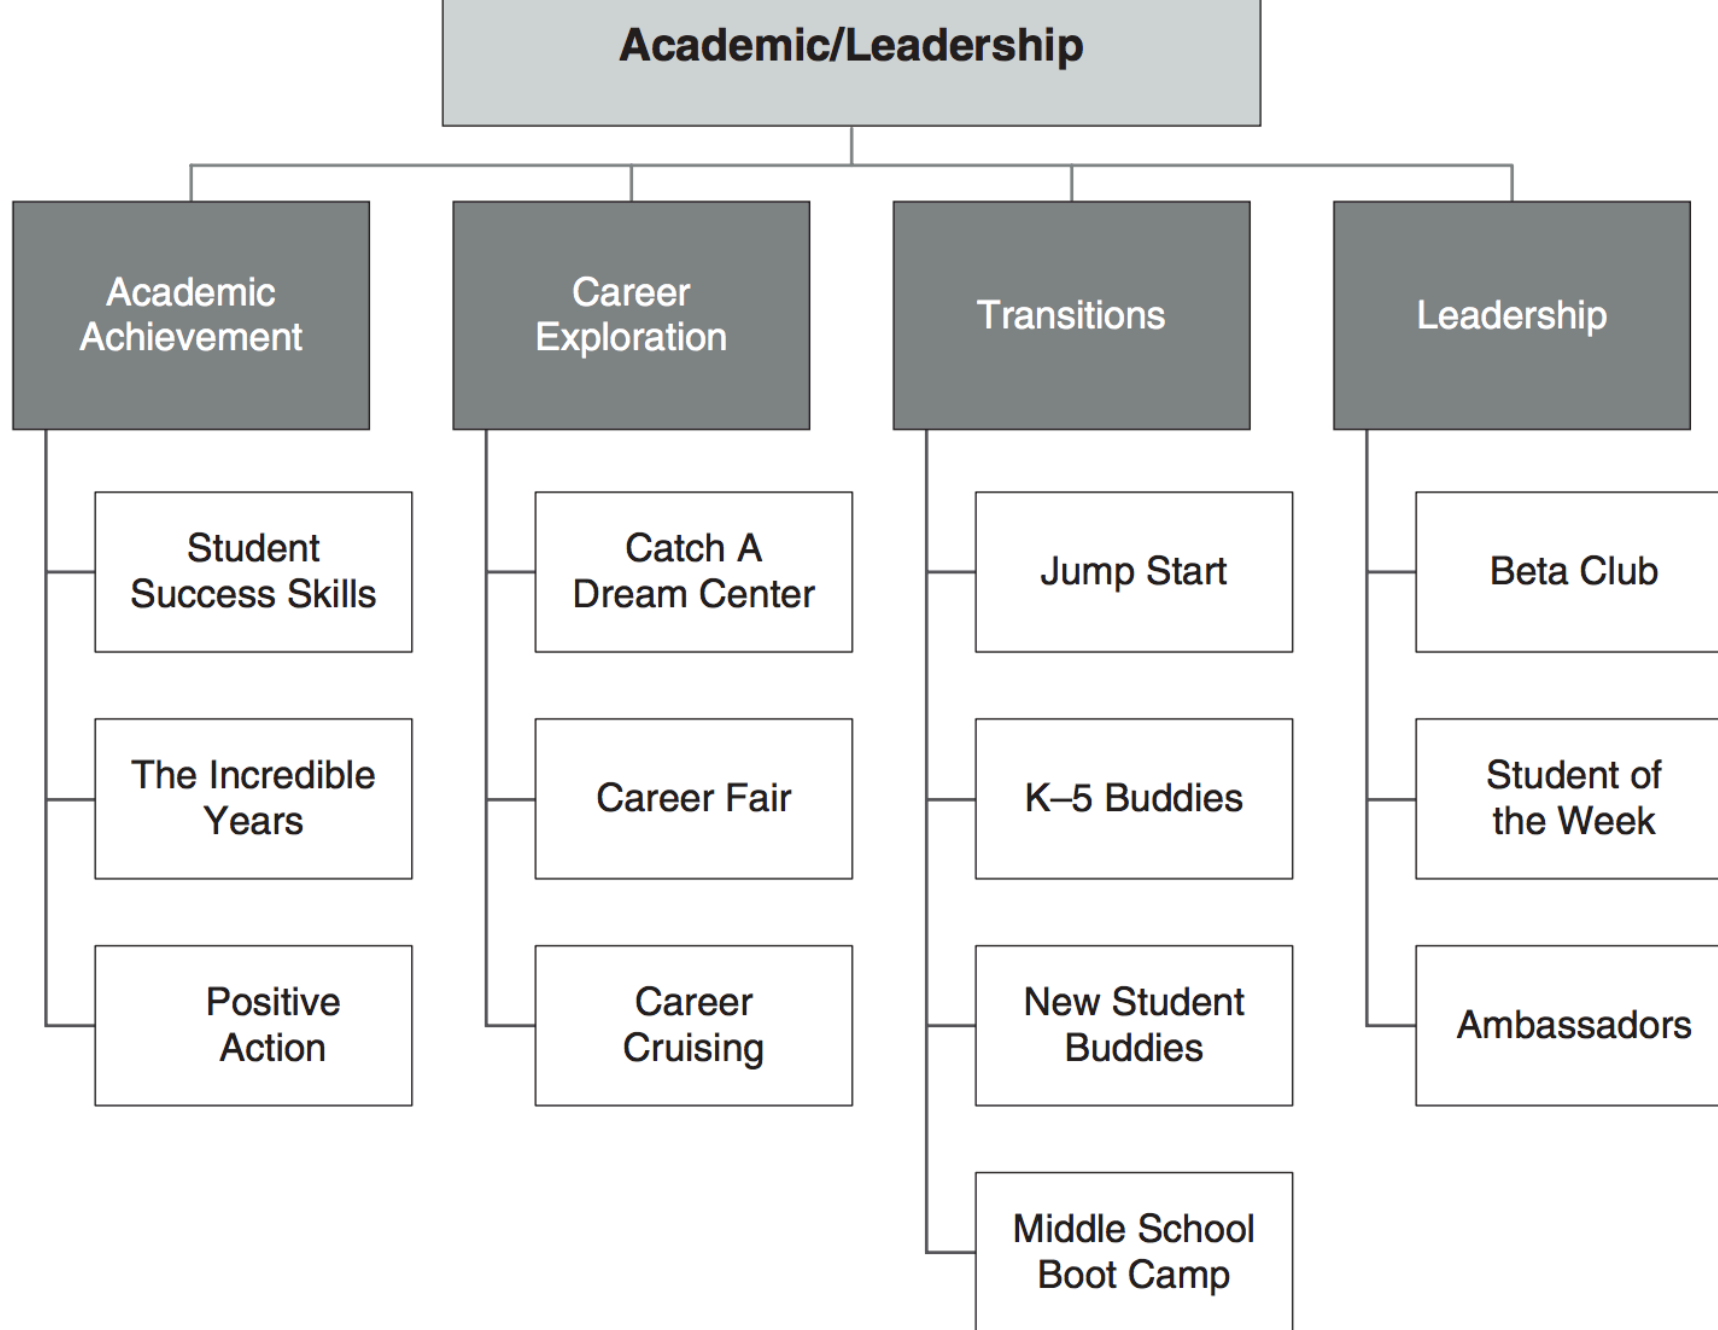 Academic/Leadership
Academic
Achievement
Career
Exploration
Transitions
Leadership
Student
Success Skills
Catch A
Dream Center
Jump Start
Beta Club
The Incredible
Years
Career Fair
K–5 Buddies
Student of
the Week
Positive
Action
Career
Cruising
New Student
Buddies
Ambassadors
Middle School
Boot Camp